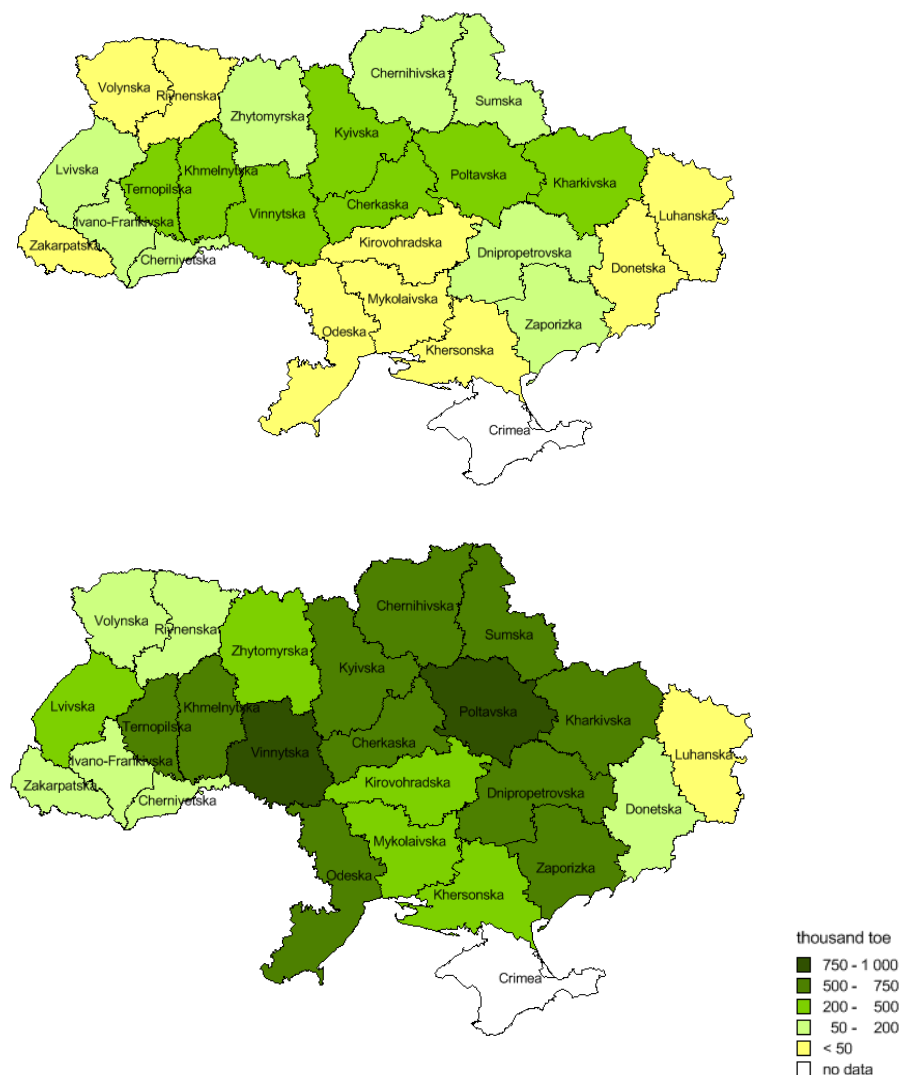 Chernihivska
Volynska
Rivnenska
Sumska
Zhytomyrska
Kyivska
Lvivska
Khmelnytska
Poltavska
Kharkivska
Ternopilska
Cherkaska
Vinnytska
Luhanska
Ivano-Frankivska
Zakarpatska
Kirovohradska
Chernivetska
Dnipropetrovska
Donetska
Mykolaivska
Odeska
Zaporizka
Khersonska
Crimea
Chernihivska
Volynska
Rivnenska
Sumska
Zhytomyrska
Kyivska
Lvivska
Khmelnytska
Poltavska
Kharkivska
Ternopilska
Cherkaska
Vinnytska
Luhanska
Ivano-Frankivska
Zakarpatska
Kirovohradska
Chernivetska
Dnipropetrovska
Donetska
Mykolaivska
Odeska
Zaporizka
Khersonska
Crimea
thousand toe
750 - 1 000
500 - 750
200 - 500
50 - 200
< 50
no data